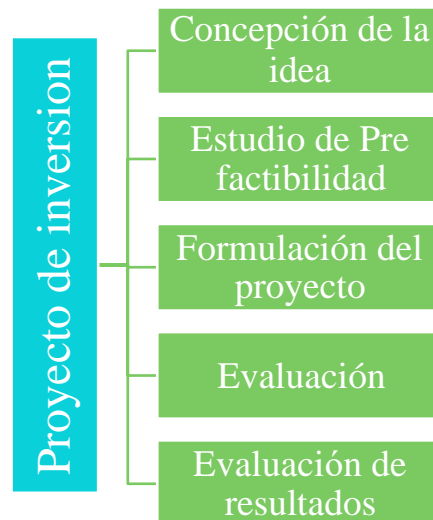 Proyecto de inversion
Concepción de la
idea
Estudio de Pre
factibilidad
Formulación del
proyecto
Evaluación
Evaluación de
resultados